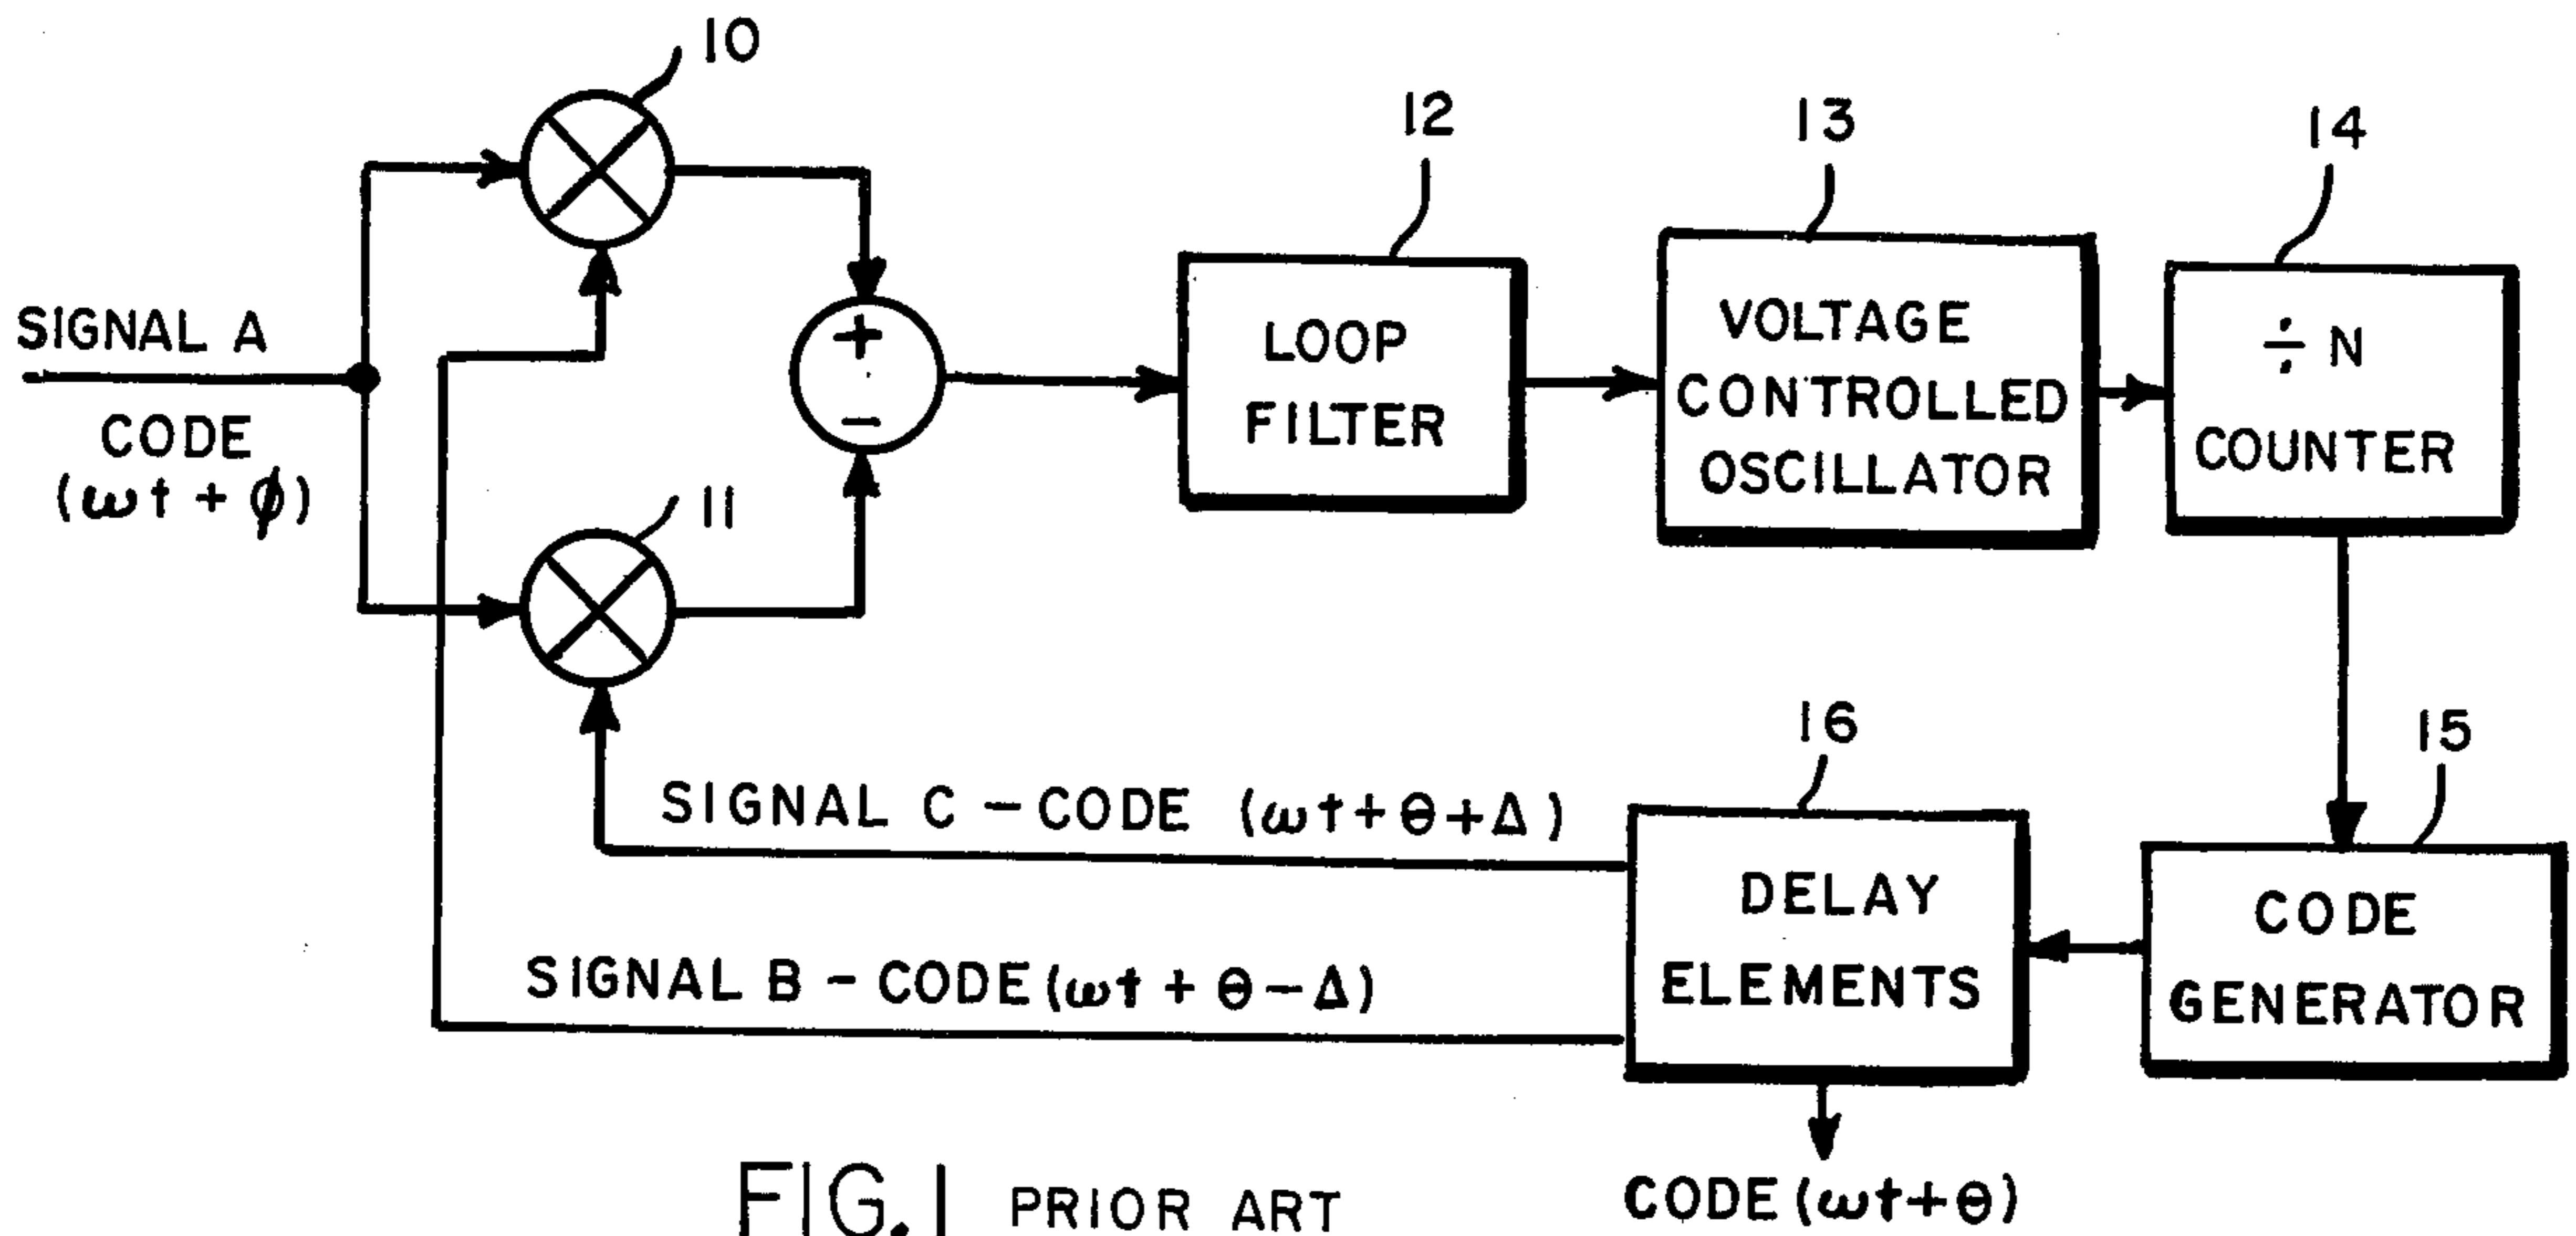 10
12
13
14
SIGNAL A
CODE
(ωt + ϕ)
+
−
LOOP
FILTER
VOLTAGE
CONTROLLED
OSCILLATOR
÷ N
COUNTER
11
16
15
SIGNAL C – CODE (ωt + θ + Δ)
DELAY
ELEMENTS
CODE
GENERATOR
SIGNAL B – CODE (ωt + θ − Δ)
CODE (ωt + θ)
FIG. 1 PRIOR ART